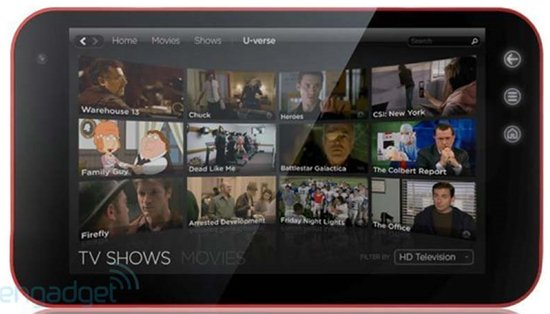 Home Movies Shows U-verse Search
Warehouse 13 Chuck Heroes CSI: New York
Family Guy Dead Like Me Battlestar Galactica The Colbert Report
Firefly Arrested Development Friday Night Lights The Office
TV SHOWS MOVIES FILTER BY HD Television
engadget